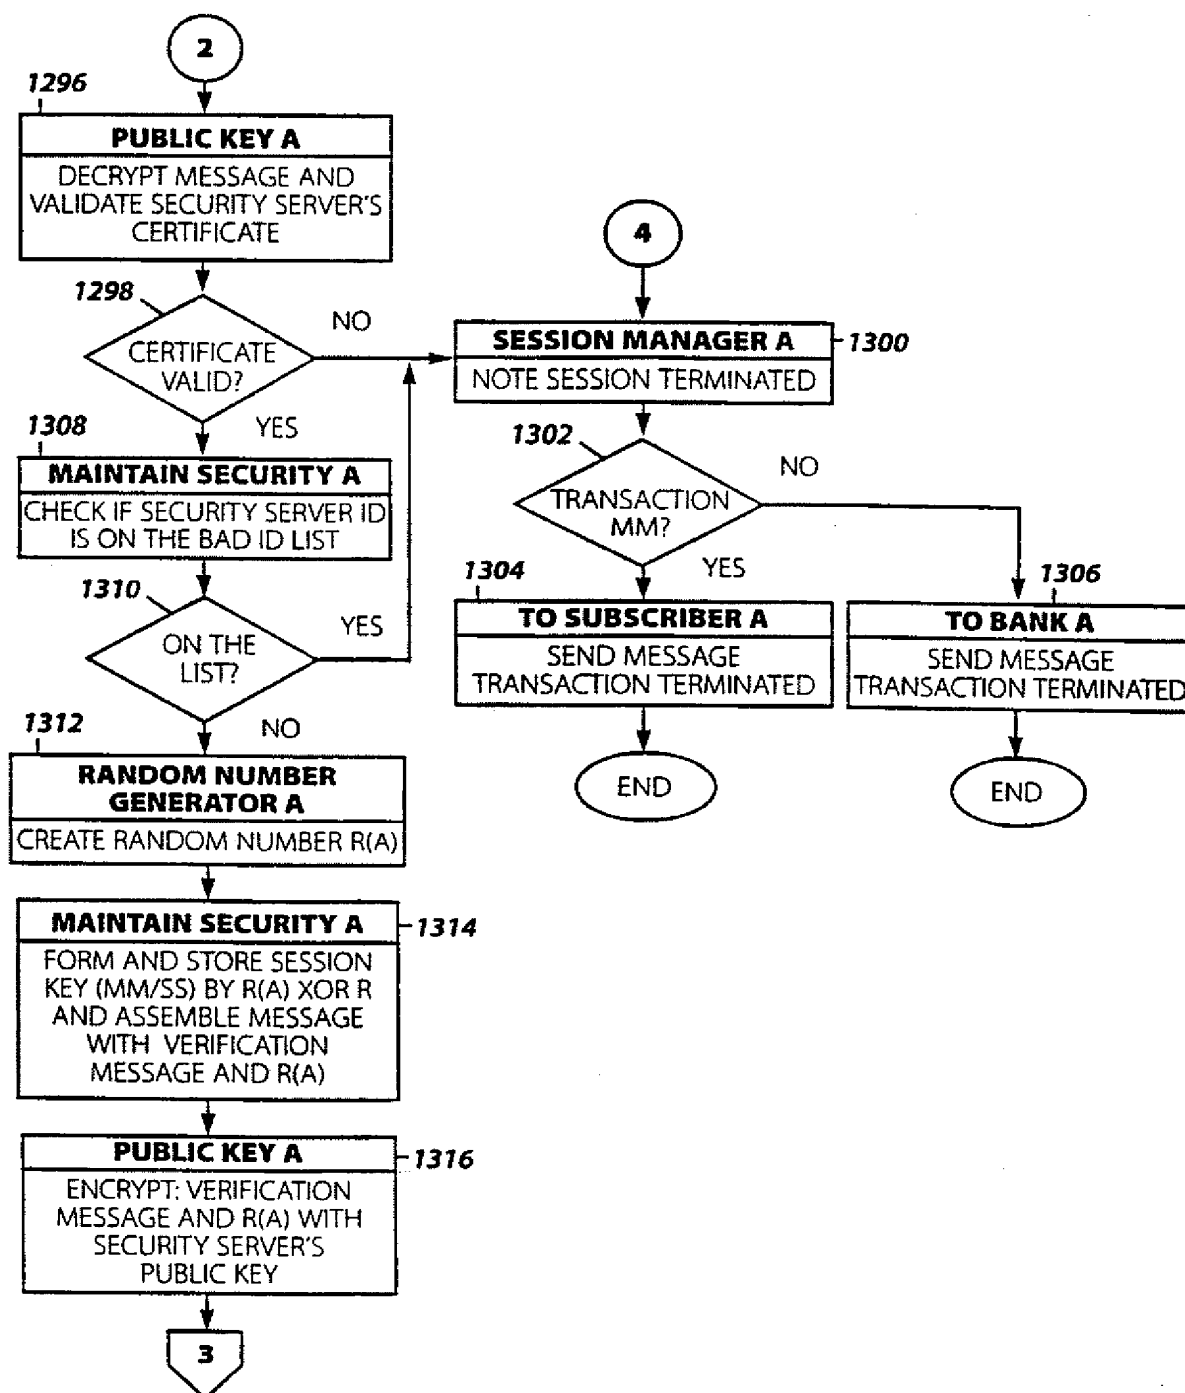 2
1296
PUBLIC KEY A
DECRYPT MESSAGE AND
VALIDATE SECURITY SERVER'S
CERTIFICATE
1298
CERTIFICATE
VALID?
NO
YES
1308
MAINTAIN SECURITY A
CHECK IF SECURITY SERVER ID
IS ON THE BAD ID LIST
1310
ON THE
LIST?
YES
NO
1312
RANDOM NUMBER
GENERATOR A
CREATE RANDOM NUMBER R(A)
MAINTAIN SECURITY A
1314
FORM AND STORE SESSION
KEY (MM/SS) BY R(A) XOR R
AND ASSEMBLE MESSAGE
WITH VERIFICATION
MESSAGE AND R(A)
PUBLIC KEY A
1316
ENCRYPT: VERIFICATION
MESSAGE AND R(A) WITH
SECURITY SERVER'S
PUBLIC KEY
3
4
SESSION MANAGER A
1300
NOTE SESSION TERMINATED
1302
TRANSACTION
MM?
NO
YES
1304
TO SUBSCRIBER A
SEND MESSAGE
TRANSACTION TERMINATED
END
1306
TO BANK A
SEND MESSAGE
TRANSACTION TERMINATED
END